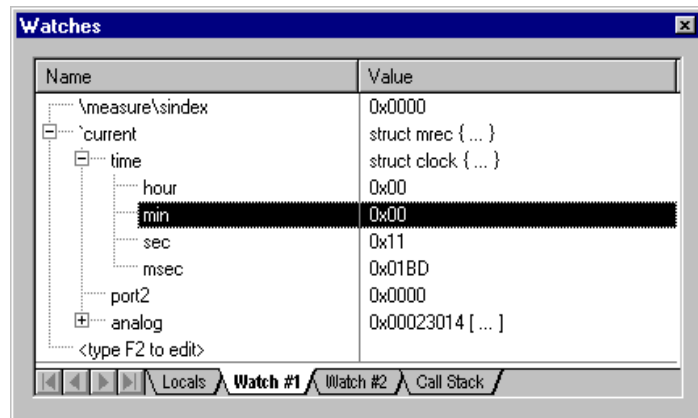 Watches
Name Value
\measure\sindex 0x0000
`current struct mrec { ... }
time struct clock { ... }
hour 0x00
min 0x00
sec 0x11
msec 0x01BD
port2 0x0000
analog 0x00023014 [ ... ]
<type F2 to edit>
Locals Watch #1 Watch #2 Call Stack